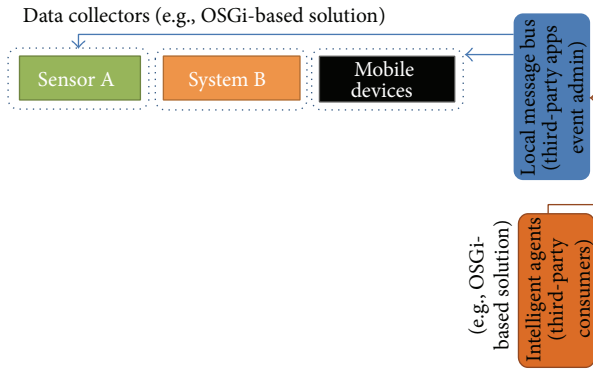 Data collectors (e.g., OSGi-based solution)
Sensor A
System B
Mobile
devices
Local message bus
(third-party apps
event admin)
(e.g., OSGi-
based solution)
Intelligent agents
(third-party
consumers)